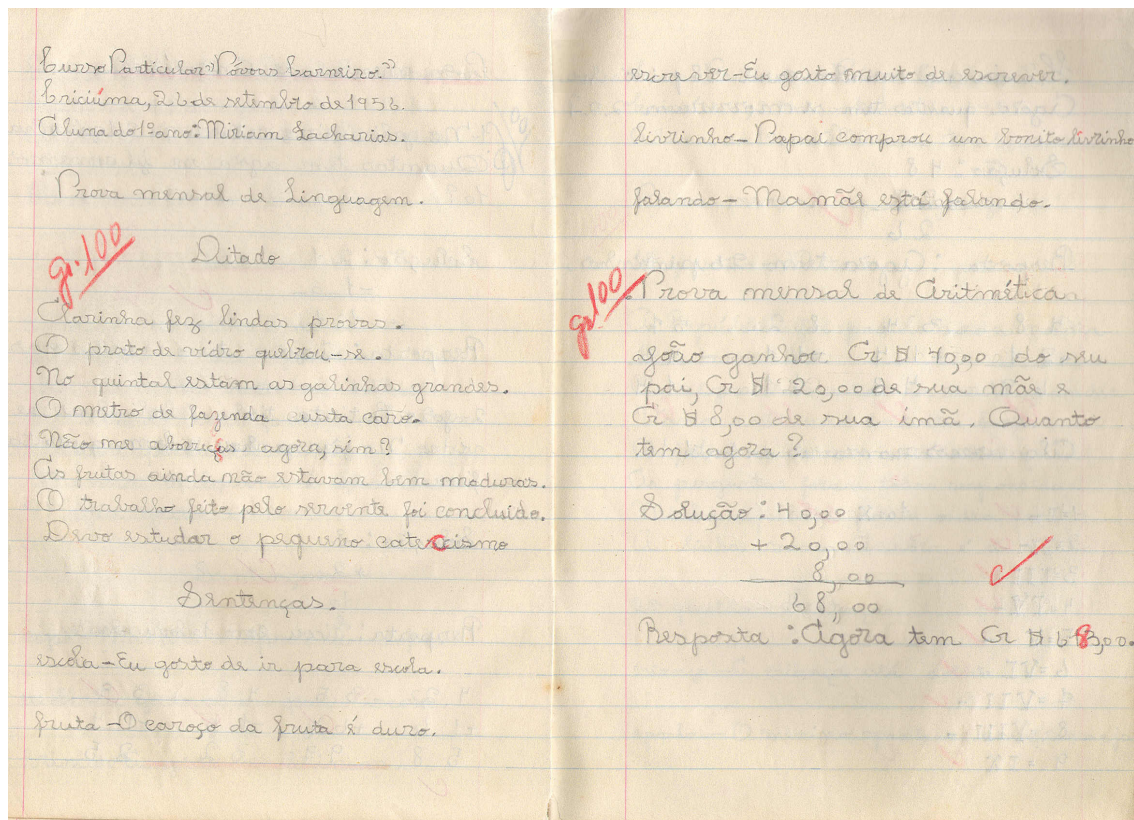 Curso Particular "Póvoas Carneiro."
Criciúma, 26 de setembro de 1956.
Aluna do 1º ano: Miriam Zacharias.
Prova mensal de Linguagem.
gr. 100
Ditado
Clarinha fez lindas provas.
O prato de vidro quebrou-se.
No quintal estam as galinhas grandes.
O metro de fazenda custa caro.
Não me aborreças agora, sim?
As frutas ainda não estavam bem maduras.
O trabalho feito pelo servente foi concluido.
Devo estudar o pequeno catecismo
Sentenças.
escola-Eu gosto de ir para escola.
fruta-O caroço da fruta é duro.
escrever-Eu gosto muito de escrever.
livrinho-Papai comprou um bonito livrinho
falando-Mamãe está falando.
gr 100
Prova mensal de Aritmética
João ganhou Cr $ 40,00 do seu
pai, Cr $ 20,00 de sua mãe e
Cr $ 8,00 de sua imã. Quanto
tem agora?
Solução: 40,00
+ 20,00
8,00
68,00
Resposta: Agora tem Cr $ 68,00.